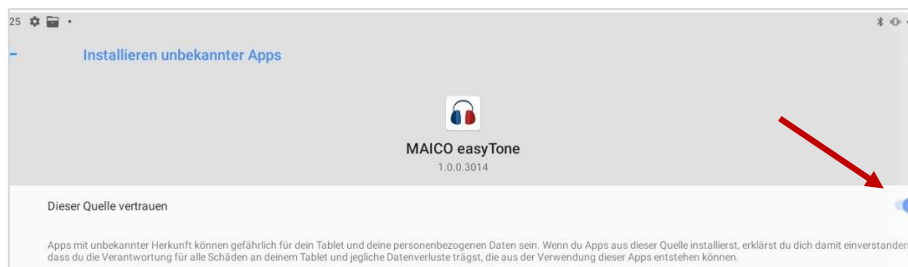 25
Installieren unbekannter Apps
MAICO easyTone
1.0.0.3014
Dieser Quelle vertrauen
Apps mit unbekannter Herkunft können gefährlich für dein Tablet und deine personenbezogenen Daten sein. Wenn du Apps aus dieser Quelle installierst, erklärst du dich damit einverstanden
dass du die Verantwortung für alle Schäden an deinem Tablet und jegliche Datenverluste trägst, die aus der Verwendung dieser Apps entstehen können.